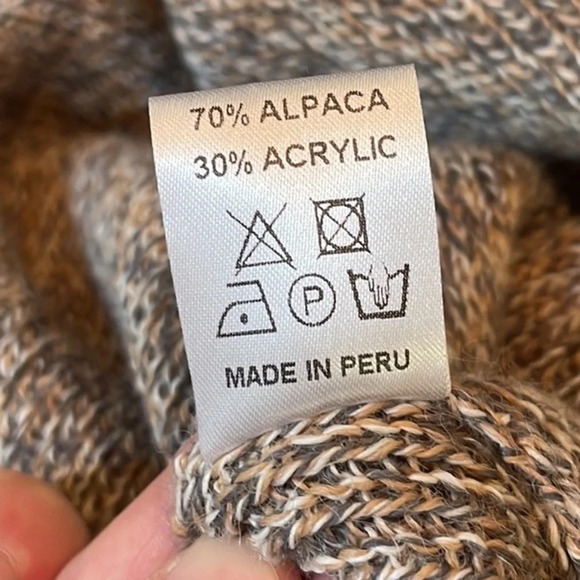 70% ALPACA
30% ACRYLIC
P
MADE IN PERU